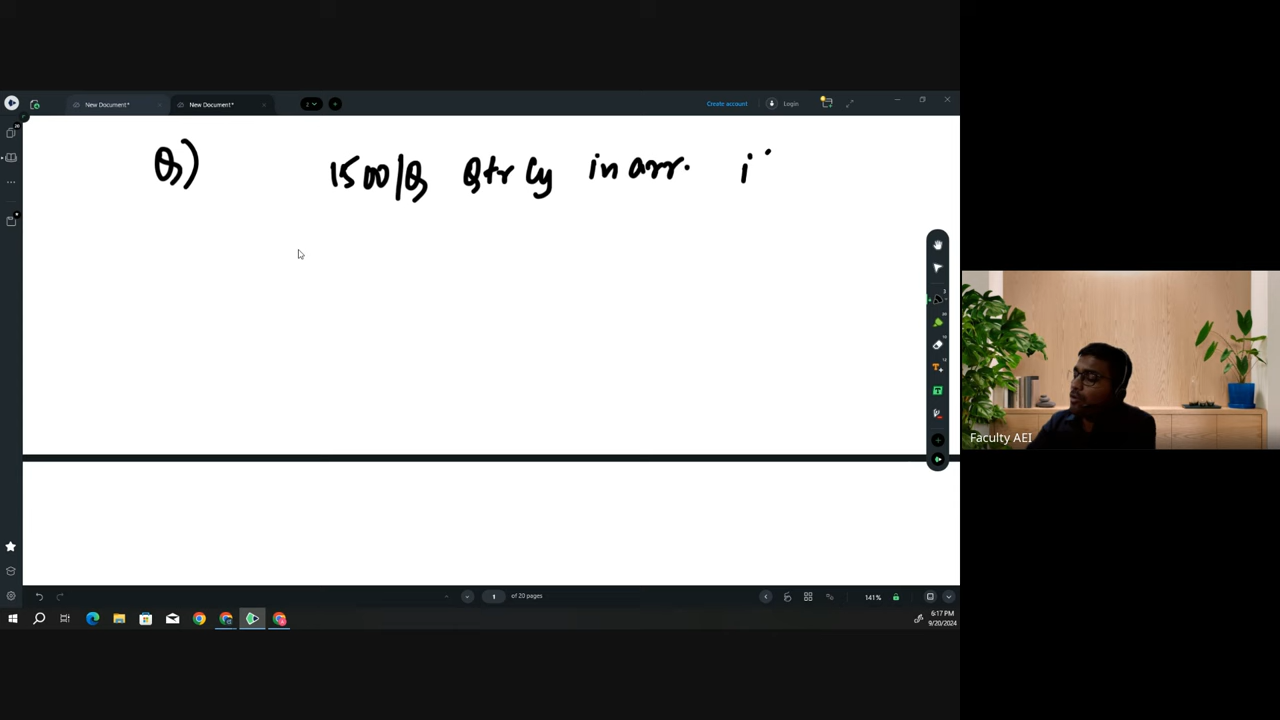 New Document*
New Document*
2
Create account
Login
Q)
1500/Q Qtrly in arr. i
Faculty AEI
1 of 20 pages
141%
6:17 PM
9/20/2024